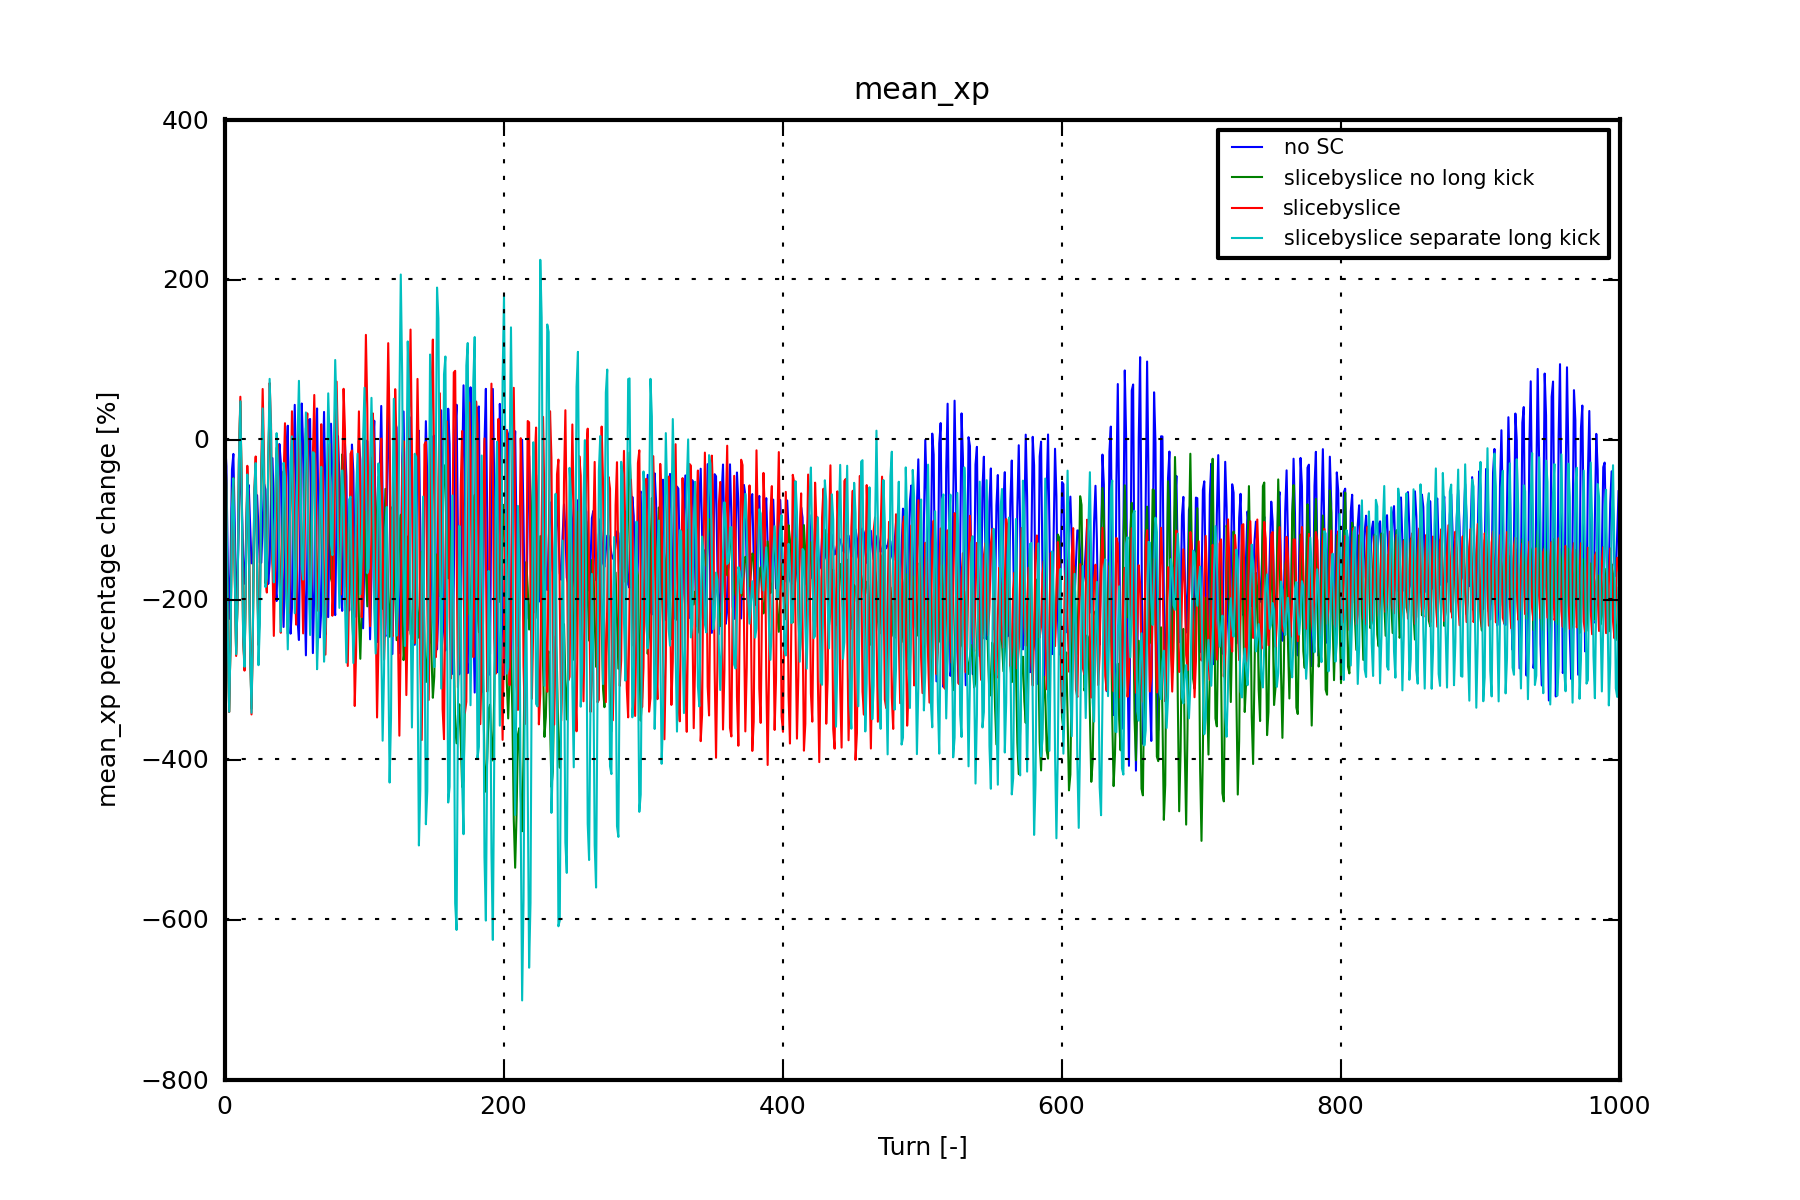 mean_xp
400
200
0
−200
−400
−600
−800
mean_xp percentage change [%]
no SC
slicebyslice no long kick
slicebyslice
slicebyslice separate long kick
0
200
400
600
800
1000
Turn [-]